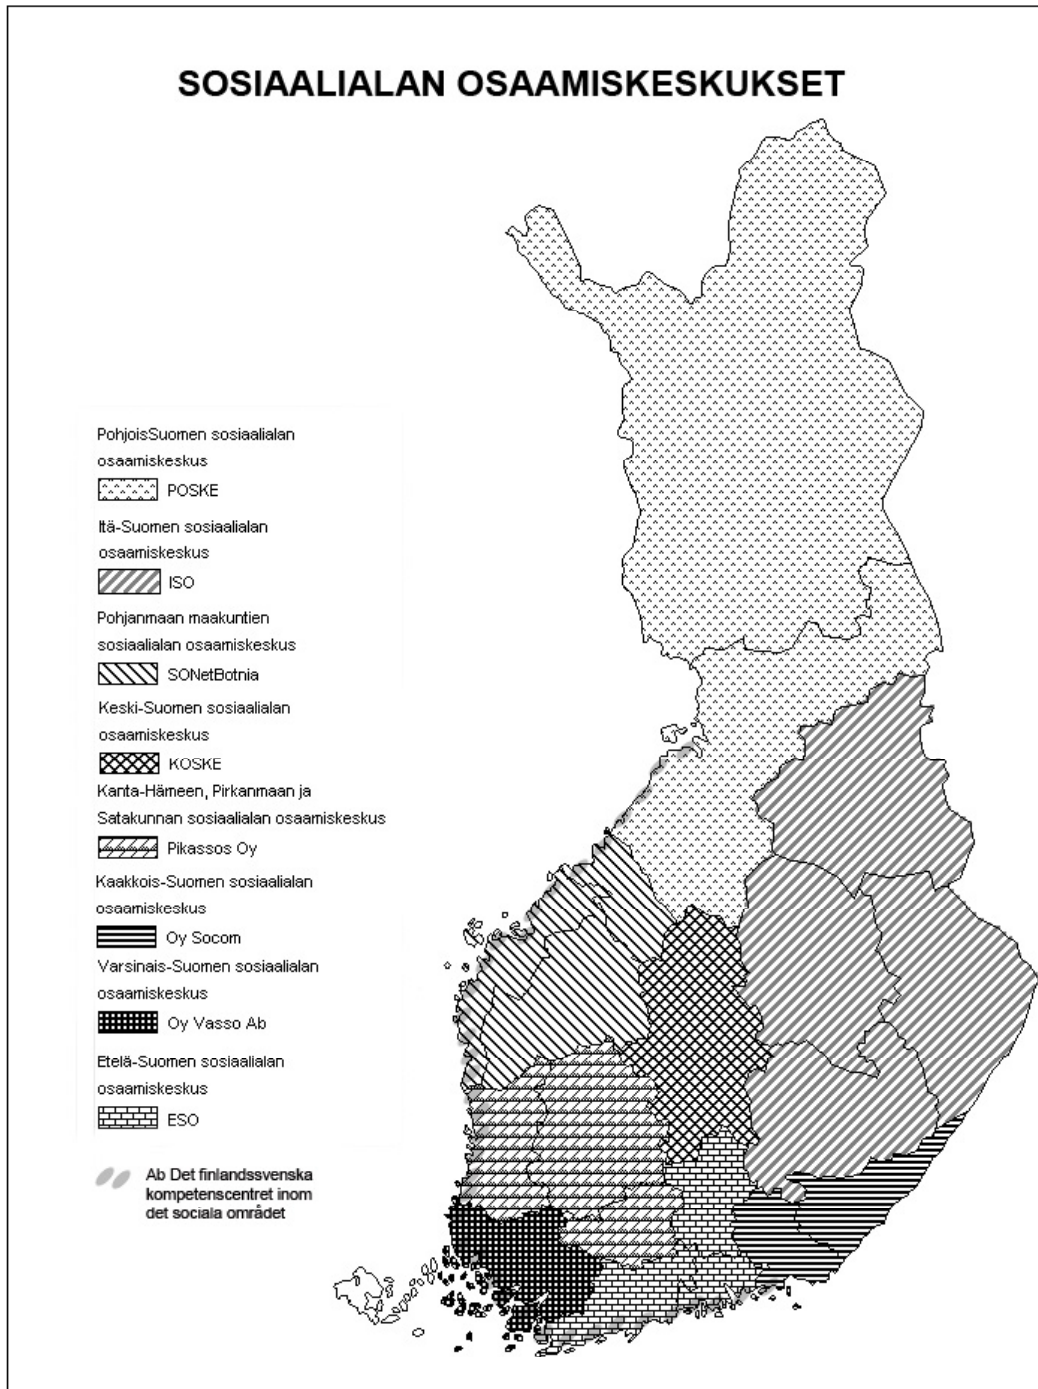 SOSIAALIALAN OSAAMISKESKUKSET
PohjoisSuomen sosiaalialan
osaamiskeskus
POSKE
Itä-Suomen sosiaalialan
osaamiskeskus
ISO
Pohjanmaan maakuntien
sosiaalialan osaamiskeskus
SONetBotnia
Keski-Suomen sosiaalialan
osaamiskeskus
KOSKE
Kanta-Hämeen, Pirkanmaan ja
Satakunnan sosiaalialan osaamiskeskus
Pikassos Oy
Kaakkois-Suomen sosiaalialan
osaamiskeskus
Oy Socom
Varsinais-Suomen sosiaalialan
osaamiskeskus
Oy Vasso Ab
Etelä-Suomen sosiaalialan
osaamiskeskus
ESO
Ab Det finlandssvenska
kompetenscentret inom
det sociala området